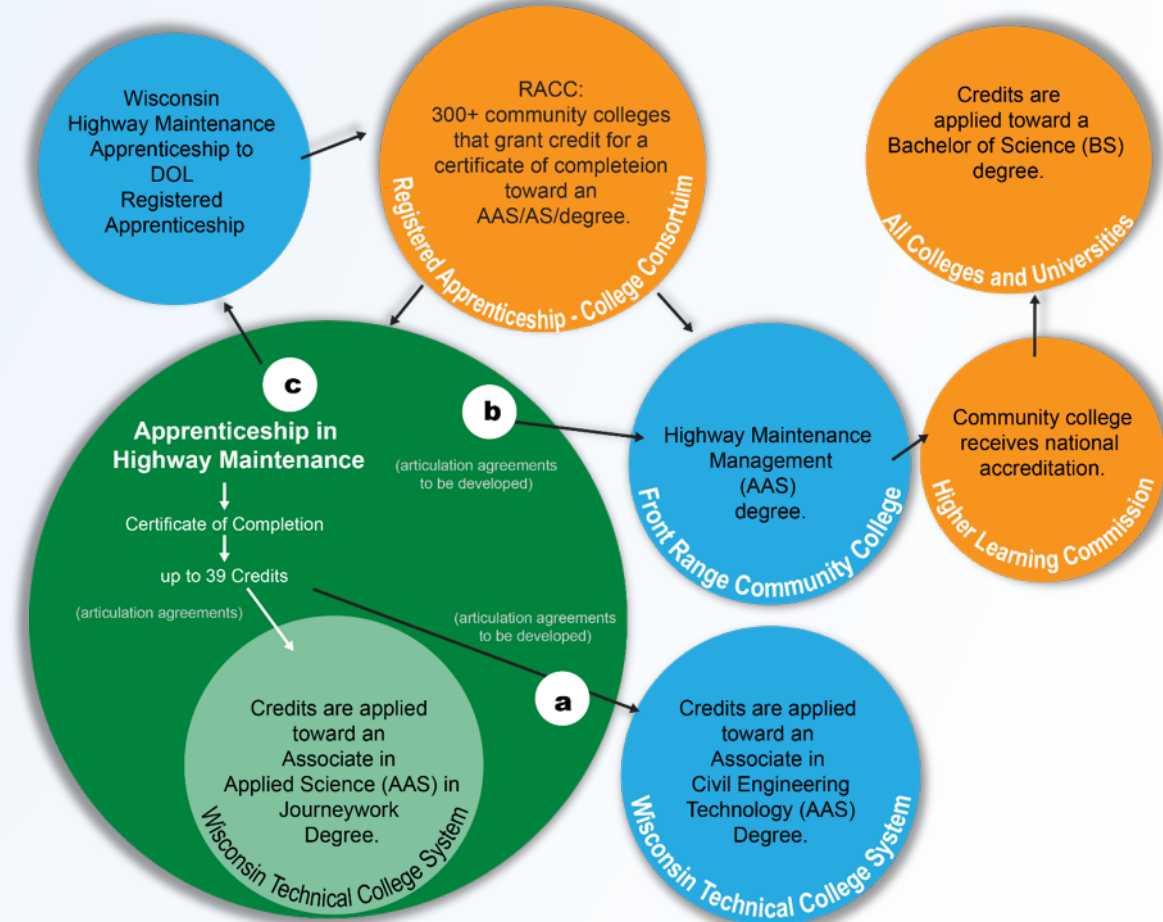 Wisconsin
Highway Maintenance
Apprenticeship to
DOL
Registered
Apprenticeship
RACC:
300+ community colleges
that grant credit for a
certificate of completeion
toward an
AAS/AS/degree.
Registered Apprenticeship - College Consortuim
Credits are
applied toward a
Bachelor of Science (BS)
degree.
All Colleges and Universities
c
Apprenticeship in
Highway Maintenance
Certificate of Completion
up to 39 Credits
(articulation agreements)
b
(articulation agreements
to be developed)
Highway Maintenance
Management
(AAS)
degree.
Front Range Community College
Community college
receives national
accreditation.
Higher Learning Commission
(articulation agreements
to be developed)
a
Credits are applied
toward an
Associate in
Applied Science (AAS) in
Journeywork
Degree.
Wisconsin Technical College System
Credits are applied
toward an
Associate in
Civil Engineering
Technology (AAS)
Degree.
Wisconsin Technical College System